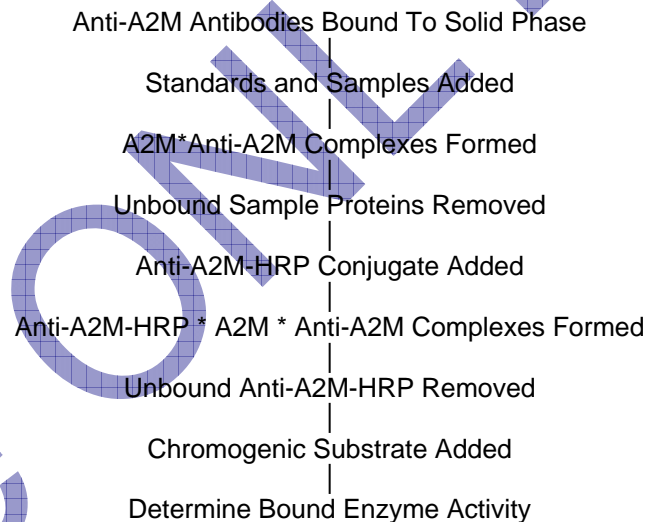 Anti-A2M Antibodies Bound To Solid Phase
Standards and Samples Added
A2M*Anti-A2M Complexes Formed
Unbound Sample Proteins Removed
Anti-A2M-HRP Conjugate Added
Anti-A2M-HRP * A2M * Anti-A2M Complexes Formed
Unbound Anti-A2M-HRP Removed
Chromogenic Substrate Added
Determine Bound Enzyme Activity
ONL